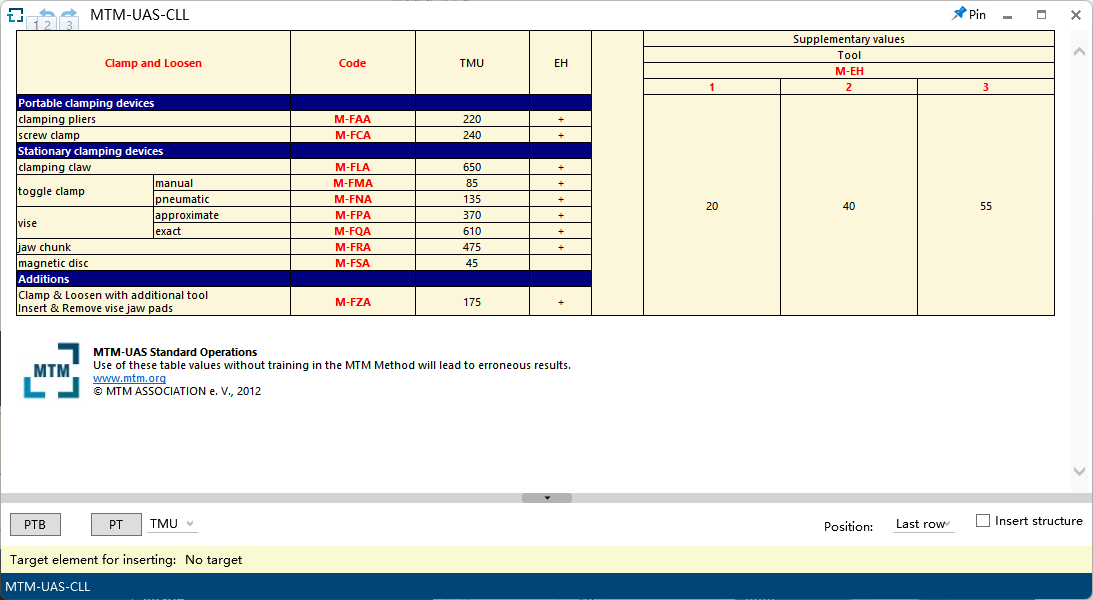 1 2 3 MTM-UAS-CLL Pin
Supplementary values
Tool
Clamp and Loosen Code TMU EH M-EH
1 2 3
Portable clamping devices
clamping pliers M-FAA 220 +
screw clamp M-FCA 240 +
Stationary clamping devices
clamping claw M-FLA 650 +
toggle clamp manual M-FMA 85 +
pneumatic M-FNA 135 +
vise approximate M-FPA 370 +
exact M-FQA 610 +
jaw chunk M-FRA 475 +
magnetic disc M-FSA 45
Additions
Clamp & Loosen with additional tool
Insert & Remove vise jaw pads M-FZA 175 +
20 40 55
MTM MTM-UAS Standard Operations
Use of these table values without training in the MTM Method will lead to erroneous results.
www.mtm.org
© MTM ASSOCIATION e. V., 2012
PTB PT TMU Position: Last row Insert structure
Target element for inserting: No target
MTM-UAS-CLL